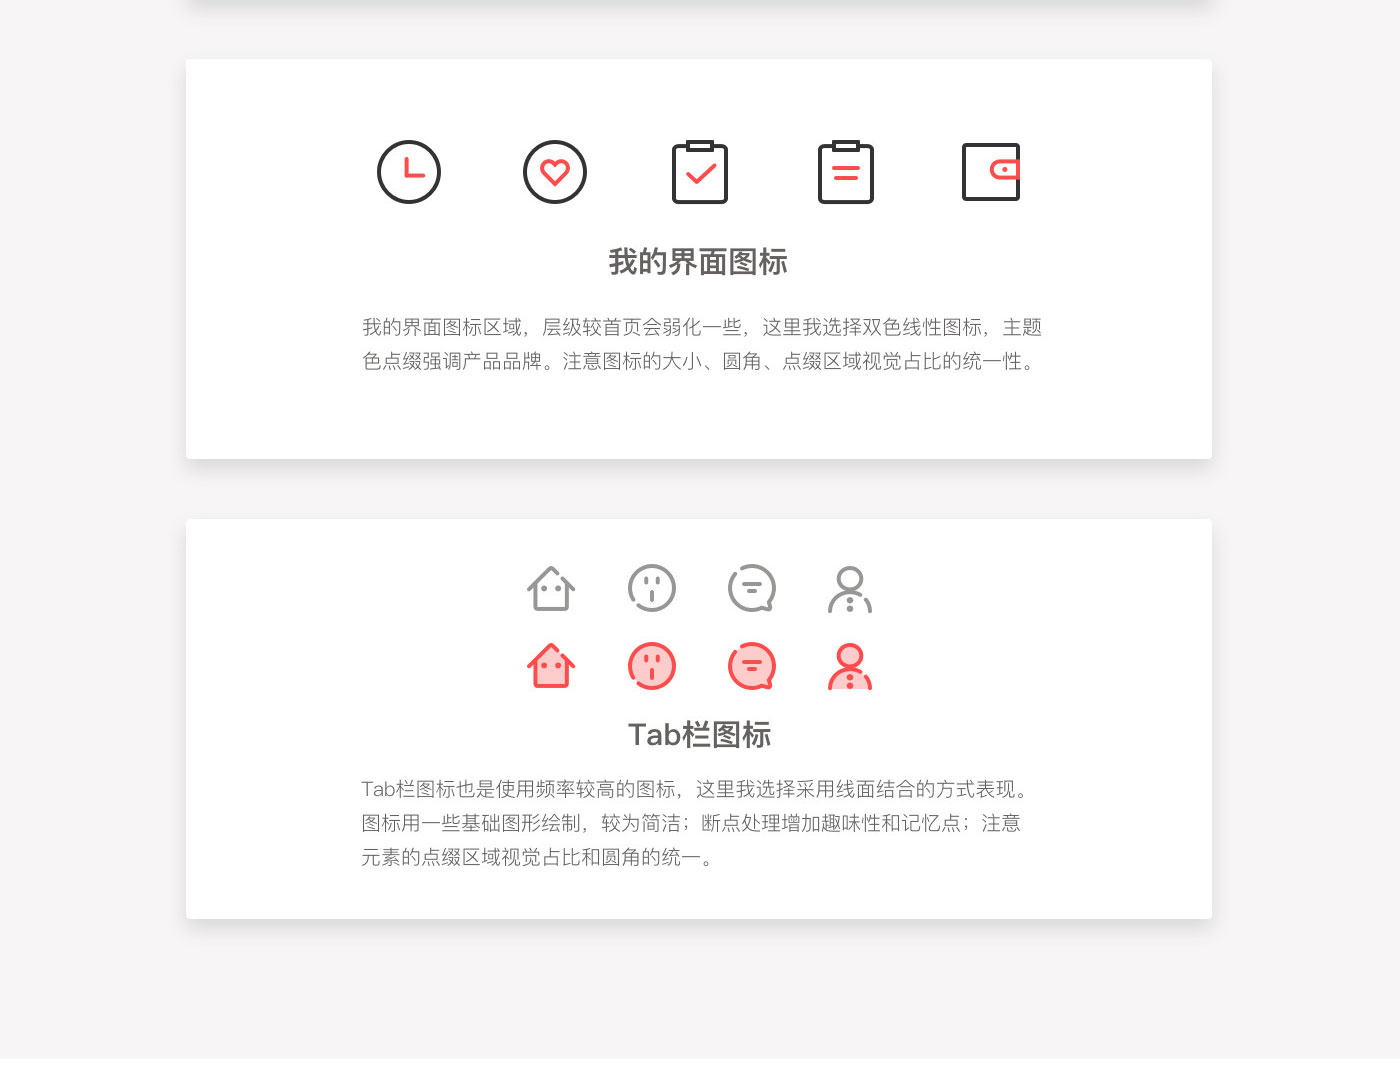 我的界面图标
我的界面图标区域，层级较首页会弱化一些，这里我选择双色线性图标，主题
色点缀强调产品品牌。注意图标的大小、圆角、点缀区域视觉占比的统一性。
Tab栏图标
Tab栏图标也是使用频率较高的图标，这里我选择采用线面结合的方式表现。
图标用一些基础图形绘制，较为简洁；断点处理增加趣味性和记忆点；注意
元素的点缀区域视觉占比和圆角的统一。